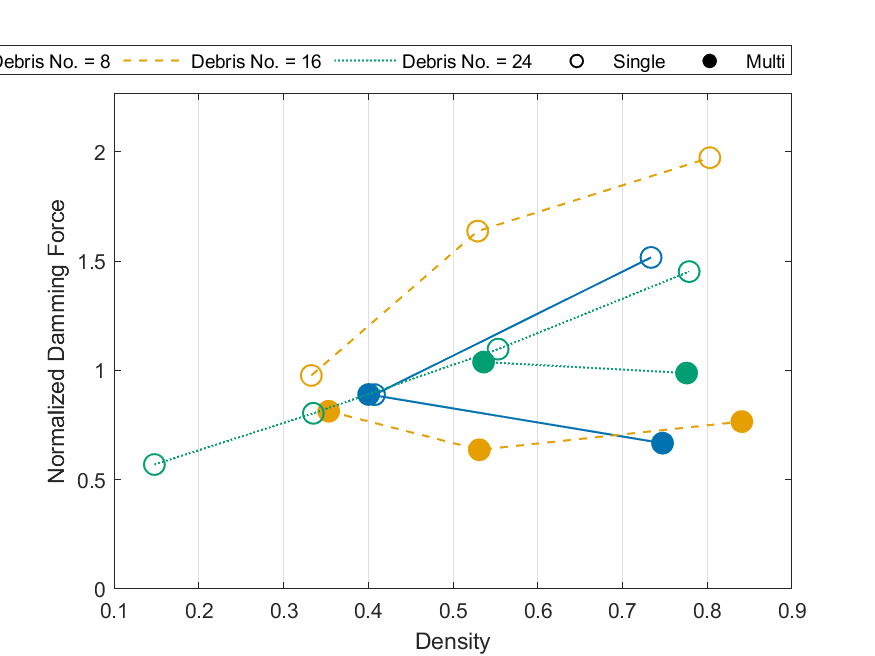 Debris No. = 8 Debris No. = 16 Debris No. = 24 Single Multi
2
1.5
1
0.5
0
Normalized Damming Force
0.1 0.2 0.3 0.4 0.5 0.6 0.7 0.8 0.9
Density